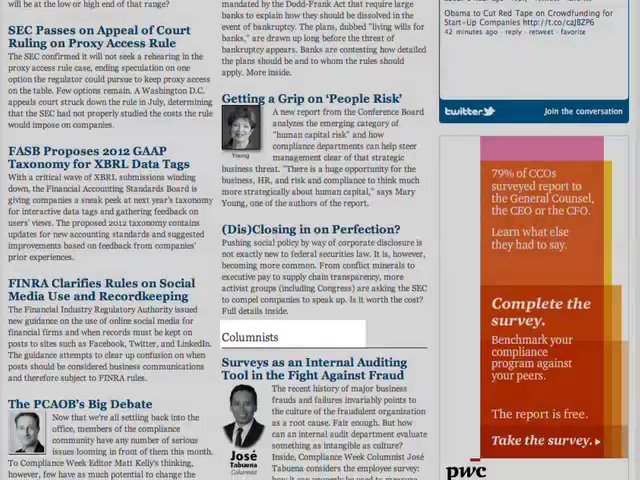 will be at the low or high end of that range?
SEC Passes on Appeal of Court
Ruling on Proxy Access Rule
The SEC confirmed it will not seek a rehearing in the
proxy access rule case, ending speculation on one
option the regulator could pursue to keep proxy access
on the table. Few options remain. A Washington D.C.
appeals court struck down the rule in July, determining
that the SEC had not properly studied the costs the rule
would impose on companies.
FASB Proposes 2012 GAAP
Taxonomy for XBRL Data Tags
With a critical wave of XBRL submissions winding
down, the Financial Accounting Standards Board is
giving companies a sneak peek at next year's taxonomy
for interactive data tags and gathering feedback on
users' views. The proposed 2012 taxonomy contains
updates for new accounting standards and suggested
improvements based on feedback from companies'
prior experiences.
FINRA Clarifies Rules on Social
Media Use and Recordkeeping
The Financial Industry Regulatory Authority issued
new guidance on the use of online social media for
financial firms and when records must be kept on
posts to sites such as Facebook, Twitter, and LinkedIn.
The guidance attempts to clear up confusion on when
posts should be considered business communications
and therefore subject to FINRA rules.
The PCAOB's Big Debate
Now that we're all settling back into the
office, members of the compliance
community have any number of serious
issues looming in front of them this month.
To Compliance Week Editor Matt Kelly's thinking,
however, few have as much potential to change the
mandated by the Dodd-Frank Act that require large
banks to explain how they should be dissolved in the
event of bankruptcy. The plans, dubbed "living wills for
banks," are drawn up long before the threat of
bankruptcy appears. Banks are contesting how detailed
the plans should be and to whom the rules should
apply. More inside.
Getting a Grip on 'People Risk'
A new report from the Conference Board
analyzes the emerging category of
"human capital risk" and how
compliance departments can help steer
management clear of that strategic
Young
business threat. "There is a huge opportunity for the
business, HR, and risk and compliance to think much
more strategically about human capital," says Mary
Young, one of the authors of the report.
(Dis)Closing in on Perfection?
Pushing social policy by way of corporate disclosure is
not exactly new to federal securities law. It is, however,
becoming more common. From conflict minerals to
executive pay to supply chain transparency, more
activist groups (including Congress) are asking the SEC
to compel companies to speak up. Is it worth the cost?
Full details inside.
Columnists
Surveys as an Internal Auditing
Tool in the Fight Against Fraud
The recent history of major business
frauds and failures invariably points to
the culture of the fraudulent organization
as a root cause. Fair enough. But how
can an internal audit department evaluate
something as intangible as culture?
Inside, Compliance Week Columnist José
Tabuena considers the employee survey:
José
Tabuena
Columnist
Obama to Cut Red Tape on Crowdfunding for
Start-Up Companies http://t.co/cajBZP6
42 minutes ago · reply · retweet · favorite
twitter
Join the conversation
79% of CCOs
surveyed report to
the General Counsel,
the CEO or the CFO.
Learn what else
they had to say.
Complete the
survey.
Benchmark your
compliance
program against
your peers.
The report is free.
Take the survey.
pwc